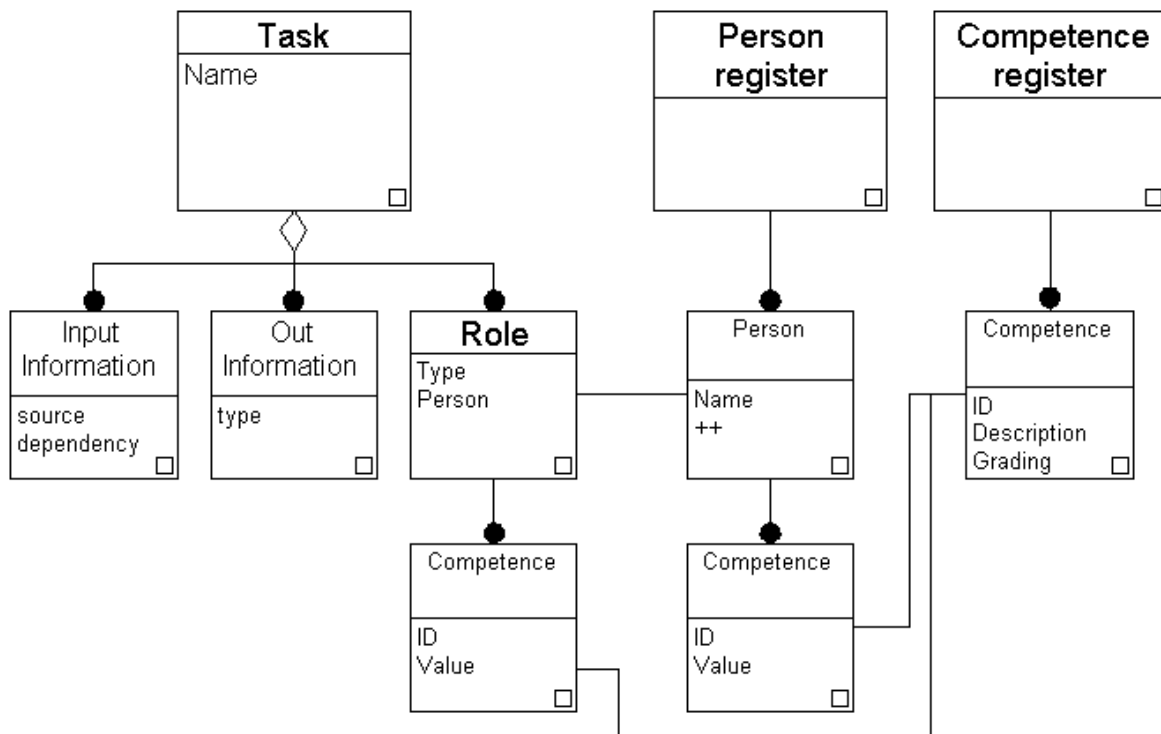 Task
Name
Person
register
Competence
register
Input
Information
source
dependency
Out
Information
type
Role
Type
Person
Person
Name
++
Competence
ID
Description
Grading
Competence
ID
Value
Competence
ID
Value